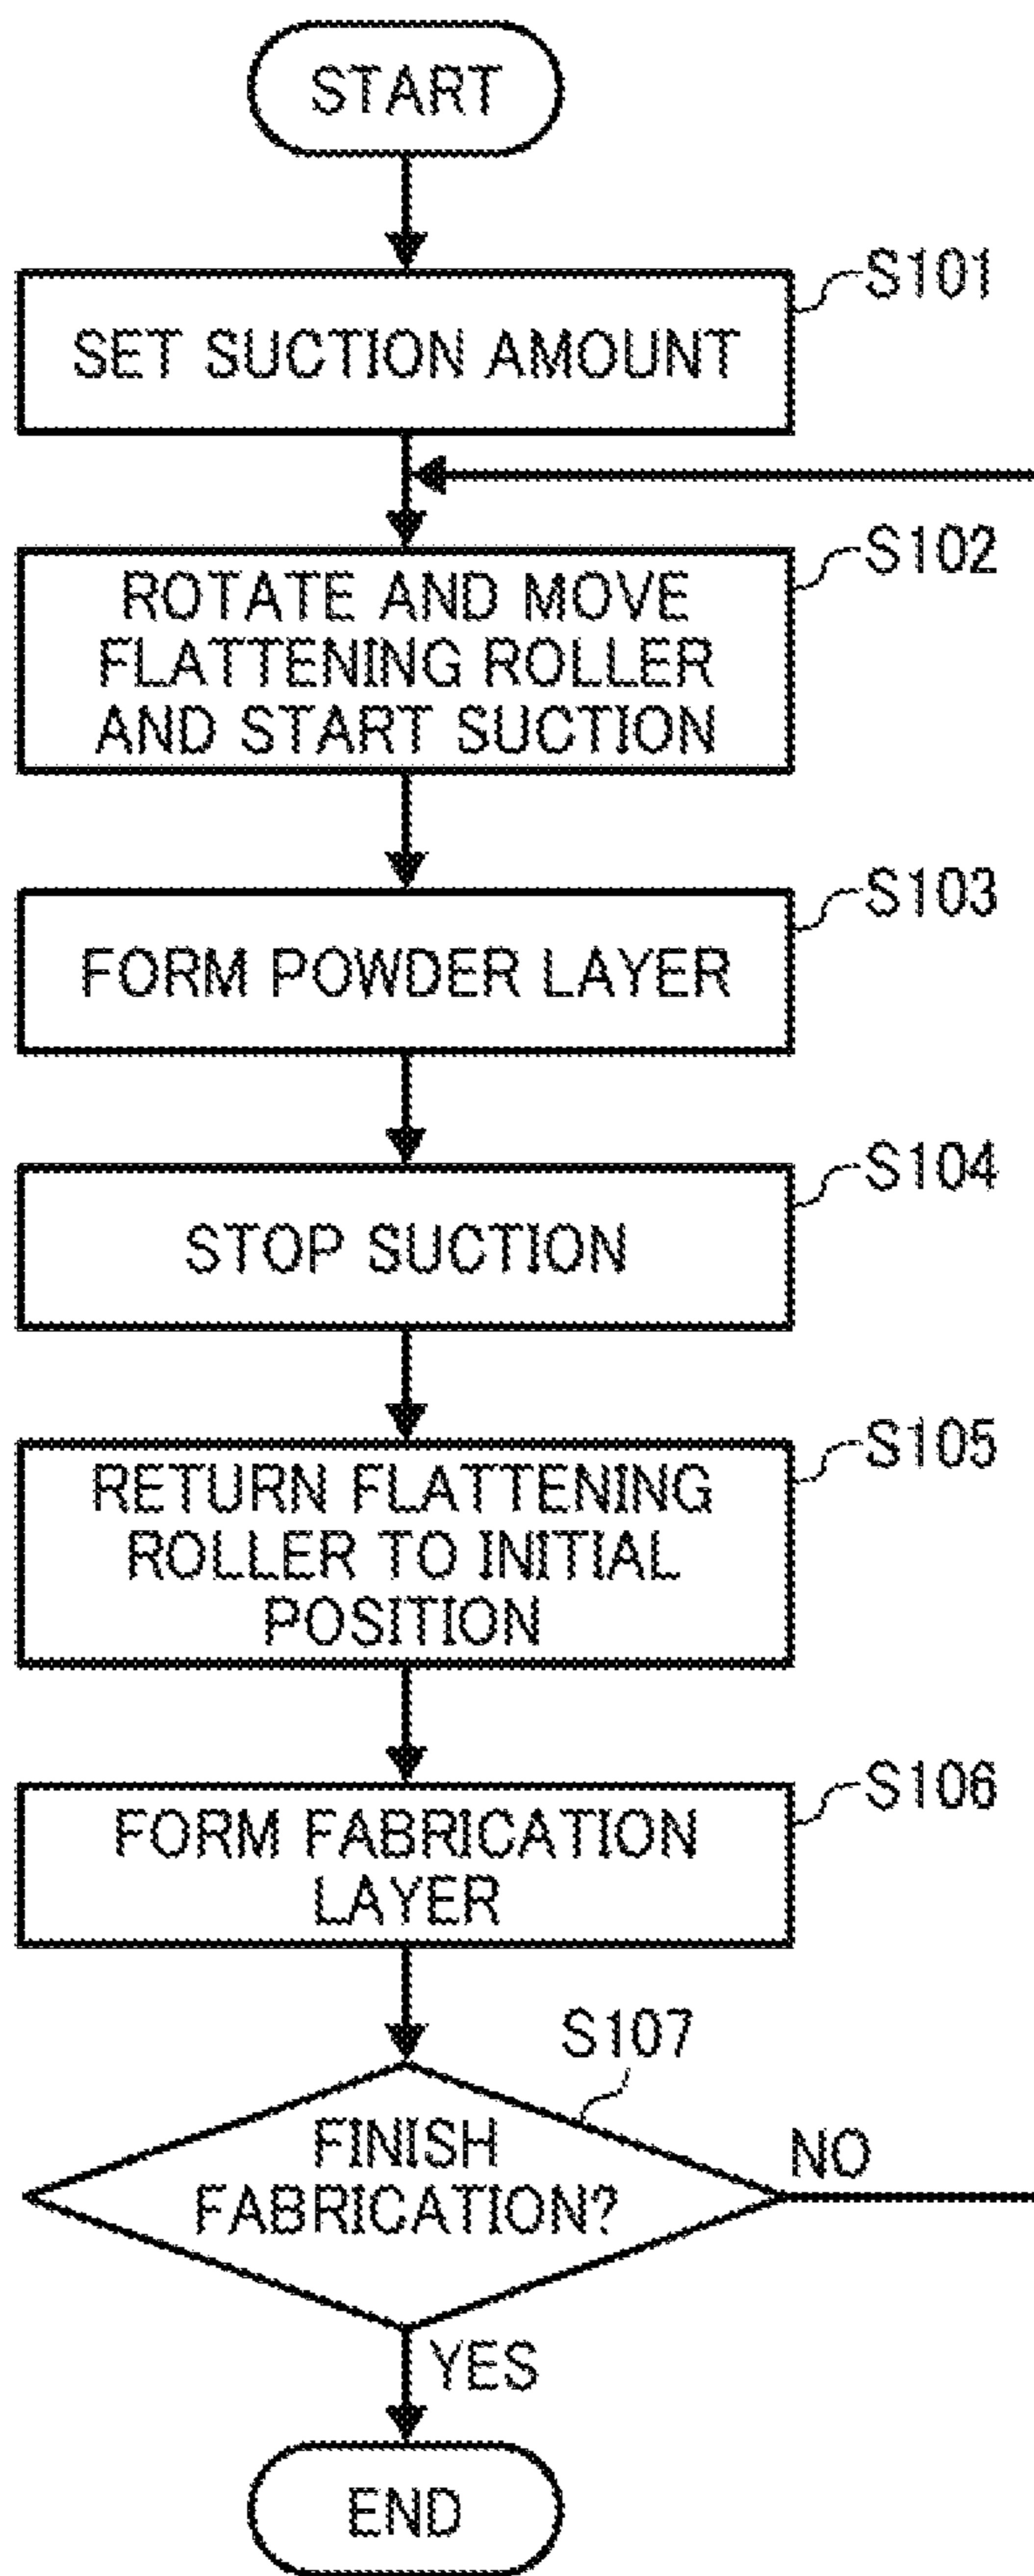 START
S101
SET SUCTION AMOUNT
S102
ROTATE AND MOVE
FLATTENING ROLLER
AND START SUCTION
S103
FORM POWDER LAYER
S104
STOP SUCTION
S105
RETURN FLATTENING
ROLLER TO INITIAL
POSITION
S106
FORM FABRICATION
LAYER
S107
FINISH
FABRICATION?
NO
YES
END